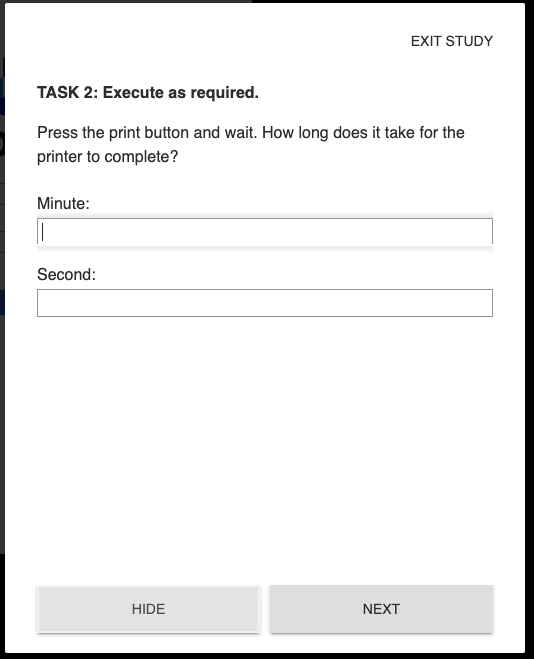 EXIT STUDY
TASK 2: Execute as required.
Press the print button and wait. How long does it take for the
printer to complete?
Minute:
Second:
HIDE
NEXT